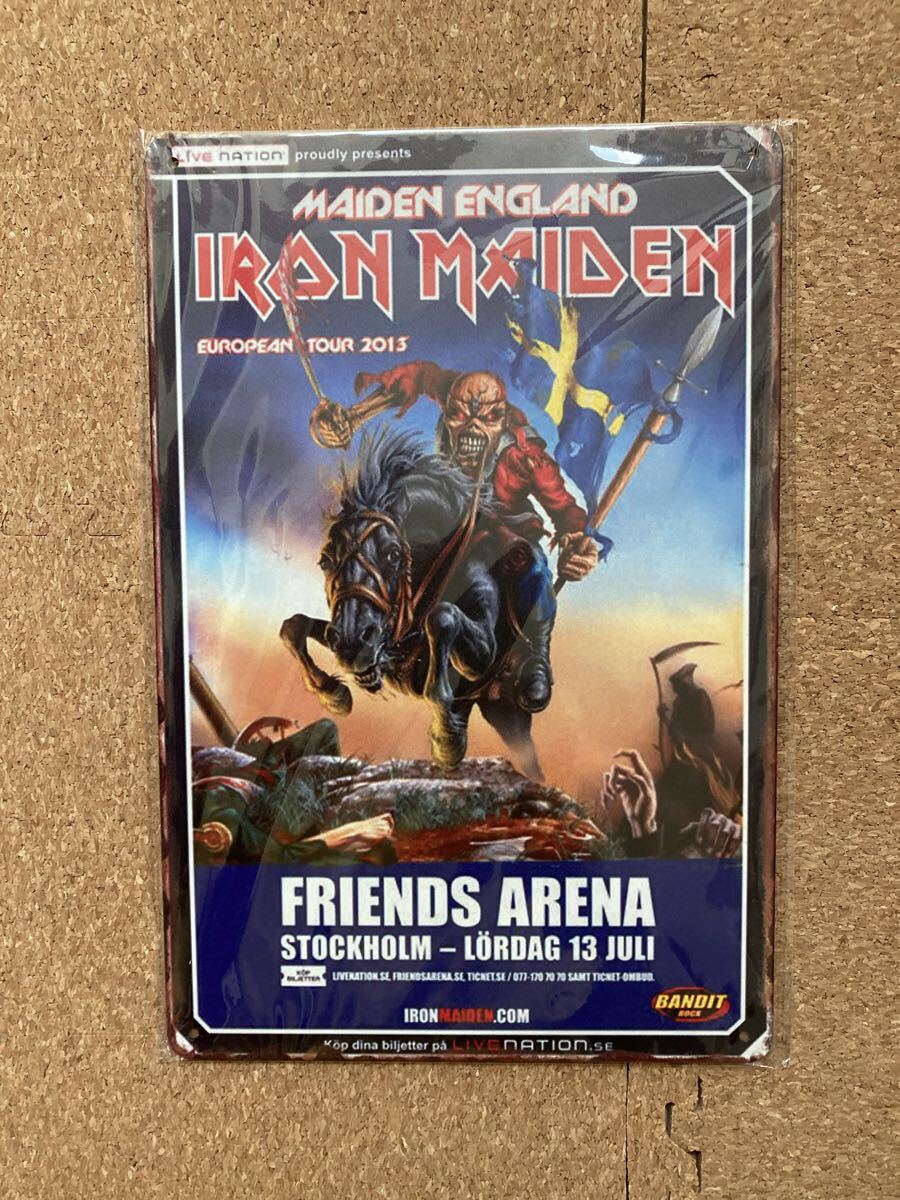 LIVE NATION proudly presents
MAIDEN ENGLAND
IRON MAIDEN
EUROPEAN TOUR 2013
FRIENDS ARENA
STOCKHOLM – LÖRDAG 13 JULI
KÖP
BILJETTER
LIVENATION.SE, FRIENDSARENA.SE, TICNET.SE / 077-170 70 70 SAMT TICNET-OMBUD.
BANDIT
ROCK
IRONMAIDEN.COM
Köp dina biljetter på LIVENATION.SE